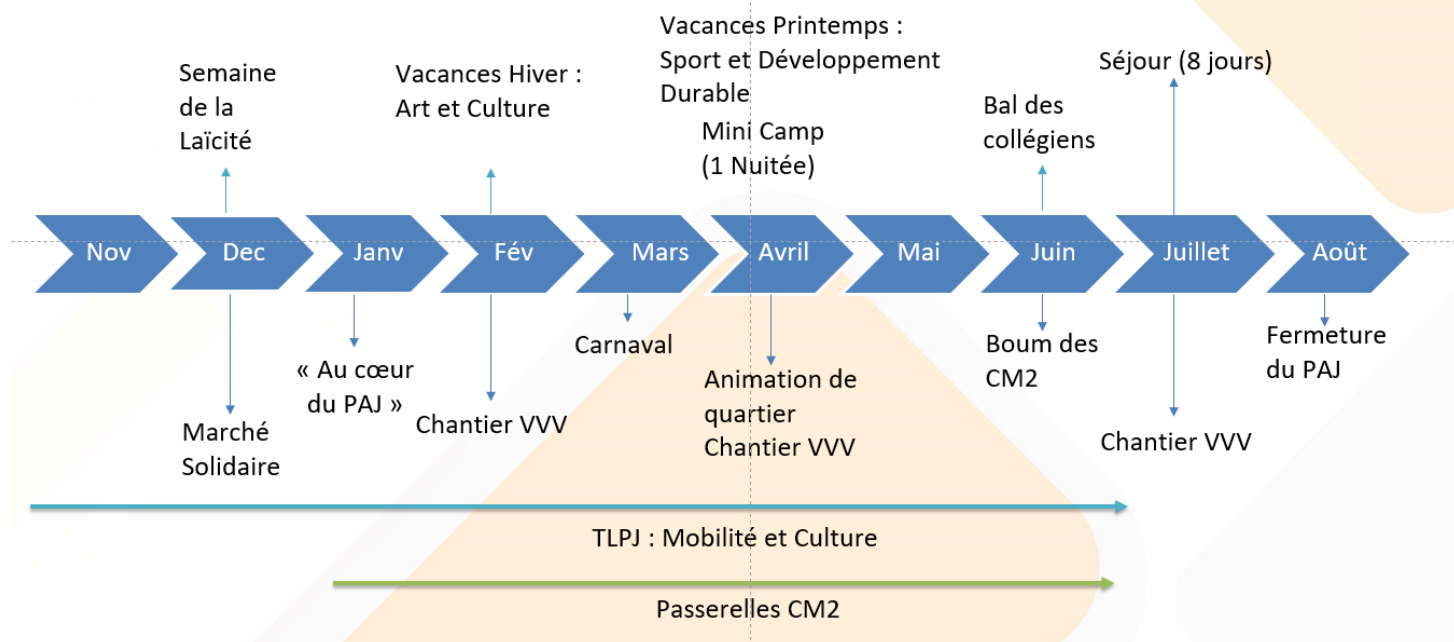 Vacances Printemps :
Sport et Développement
Durable
Semaine
de la
Laïcité
Vacances Hiver :
Art et Culture
Mini Camp
(1 Nuitée)
Bal des
collégiens
Séjour (8 jours)
Nov
Dec
Janv
Fév
Mars
Avril
Mai
Juin
Juillet
Août
Marché
Solidaire
« Au cœur
du PAJ »
Chantier VVV
Carnaval
Animation de
quartier
Chantier VVV
Boum des
CM2
Chantier VVV
Fermeture
du PAJ
TLPJ : Mobilité et Culture
Passerelles CM2